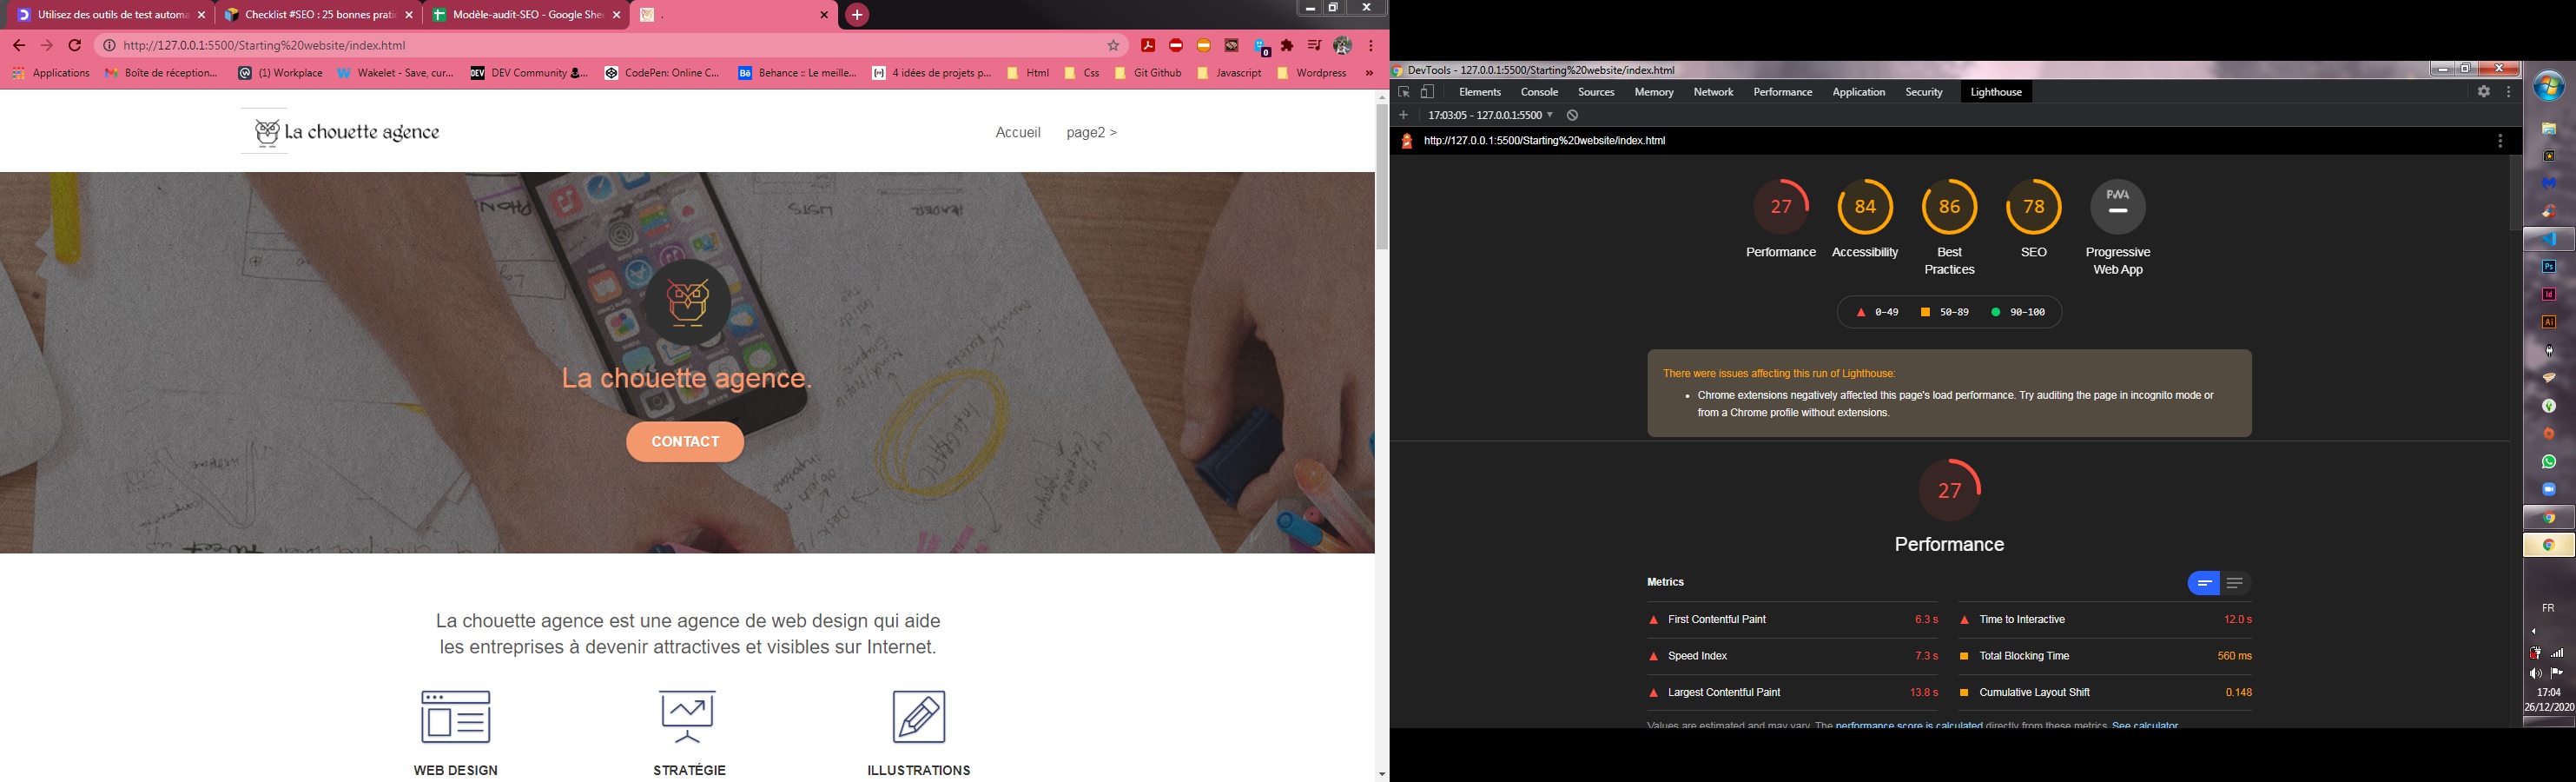 Utilisez des outils de test automa
Checklist #SEO : 25 bonnes prati
Modèle-audit-SEO - Google She
.
http://127.0.0.1:5500/Starting%20website/index.html
0
Applications
Boîte de réception...
(1) Workplace
Wakelet - Save, cur...
DEV
DEV Community
CodePen: Online C...
Bē
Behance :: Le meille...
4 idées de projets p...
Html
Css
Git Github
Javascript
Wordpress
»
La chouette agence
Accueil
page2 >
La chouette agence.
CONTACT
La chouette agence est une agence de web design qui aide
les entreprises à devenir attractives et visibles sur Internet.
WEB DESIGN
STRATÉGIE
ILLUSTRATIONS
DevTools - 127.0.0.1:5500/Starting%20website/index.html
Elements
Console
Sources
Memory
Network
Performance
Application
Security
Lighthouse
17:03:05 - 127.0.0.1:5500
http://127.0.0.1:5500/Starting%20website/index.html
27
84
86
78
PWA
Performance
Accessibility
Best
Practices
SEO
Progressive
Web App
0–49
50–89
90–100
There were issues affecting this run of Lighthouse:
• Chrome extensions negatively affected this page's load performance. Try auditing the page in incognito mode or
from a Chrome profile without extensions.
27
Performance
Metrics
First Contentful Paint 6.3 s
Time to Interactive 12.0 s
Speed Index 7.3 s
Total Blocking Time 560 ms
Largest Contentful Paint 13.8 s
Cumulative Layout Shift 0.148
Values are estimated and may vary. The performance score is calculated directly from these metrics. See calculator.
Ps
Id
Ai
FR
17:04
26/12/2020